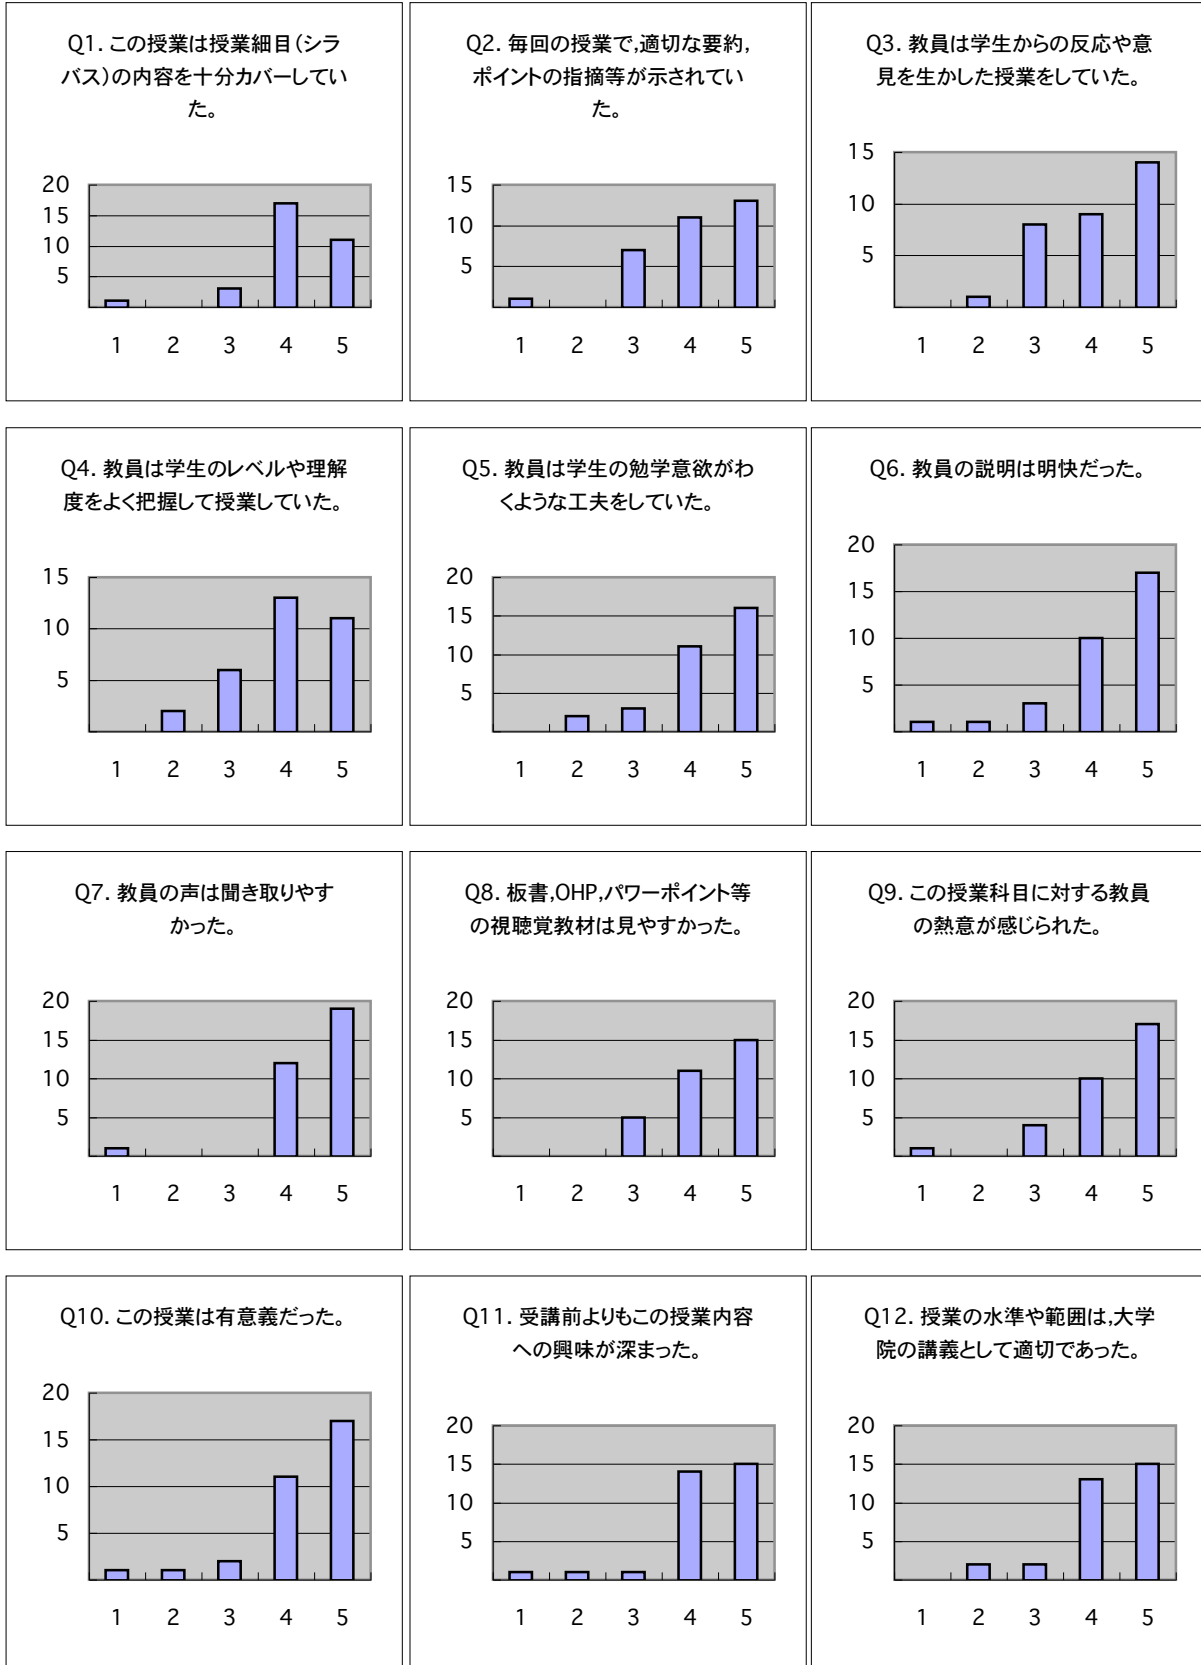 Q1. この授業は授業細目(シラ
バス)の内容を十分カバーしてい
た。
20
15
10
5
1 2 3 4 5
Q2. 毎回の授業で,適切な要約,
ポイントの指摘等が示されてい
た。
15
10
5
1 2 3 4 5
Q3. 教員は学生からの反応や意
見を生かした授業をしていた。
15
10
5
1 2 3 4 5
Q4. 教員は学生のレベルや理解
度をよく把握して授業していた。
15
10
5
1 2 3 4 5
Q5. 教員は学生の勉学意欲がわ
くような工夫をしていた。
20
15
10
5
1 2 3 4 5
Q6. 教員の説明は明快だった。
20
15
10
5
1 2 3 4 5
Q7. 教員の声は聞き取りやす
かった。
20
15
10
5
1 2 3 4 5
Q8. 板書,OHP,パワーポイント等
の視聴覚教材は見やすかった。
20
15
10
5
1 2 3 4 5
Q9. この授業科目に対する教員
の熱意が感じられた。
20
15
10
5
1 2 3 4 5
Q10. この授業は有意義だった。
20
15
10
5
1 2 3 4 5
Q11. 受講前よりもこの授業内容
への興味が深まった。
20
15
10
5
1 2 3 4 5
Q12. 授業の水準や範囲は,大学
院の講義として適切であった。
20
15
10
5
1 2 3 4 5